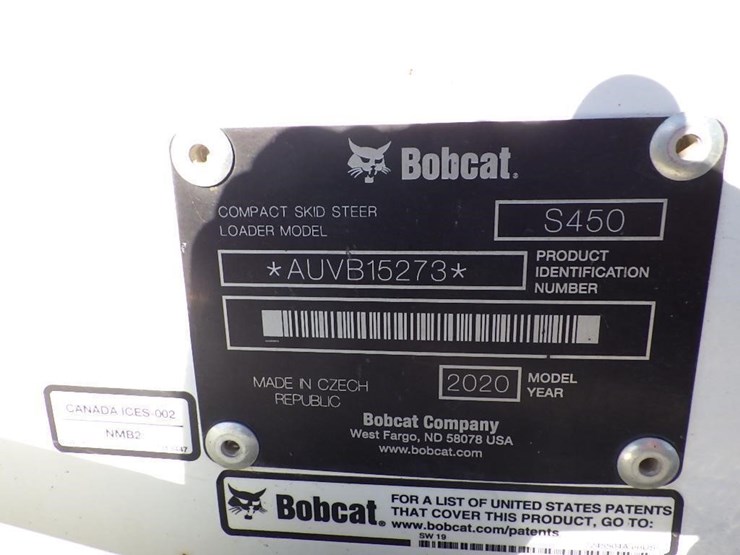 Bobcat.
COMPACT SKID STEER
LOADER MODEL
S450
*AUVB15273*
PRODUCT
IDENTIFICATION
NUMBER
MADE IN CZECH
REPUBLIC
2020
MODEL
YEAR
Bobcat Company
West Fargo, ND 58078 USA
www.bobcat.com
CANADA ICES-002
NMB2
Bobcat.
FOR A LIST OF UNITED STATES PATENTS
THAT COVER THIS PRODUCT, GO TO:
www.bobcat.com/patents
SW 19